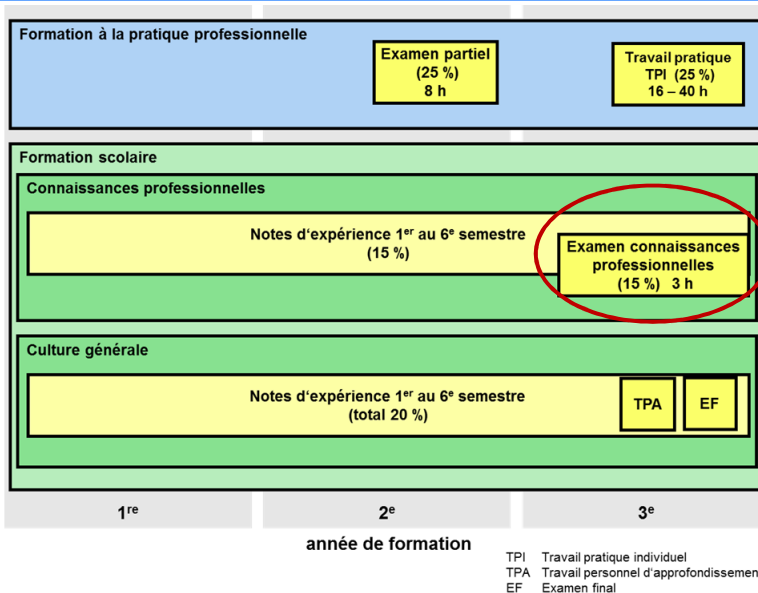 Formation à la pratique professionnelle
Examen partiel
(25 %)
8 h
Travail pratique
TPI (25 %)
16 – 40 h
Formation scolaire
Connaissances professionnelles
Notes d'expérience 1er au 6e semestre
(15 %)
Examen connaissances
professionnelles
(15 %) 3 h
Culture générale
Notes d'expérience 1er au 6e semestre
(total 20 %)
TPA
EF
1re
2e
3e
année de formation
TPI Travail pratique individuel
TPA Travail personnel d'approfondissemen
EF Examen final